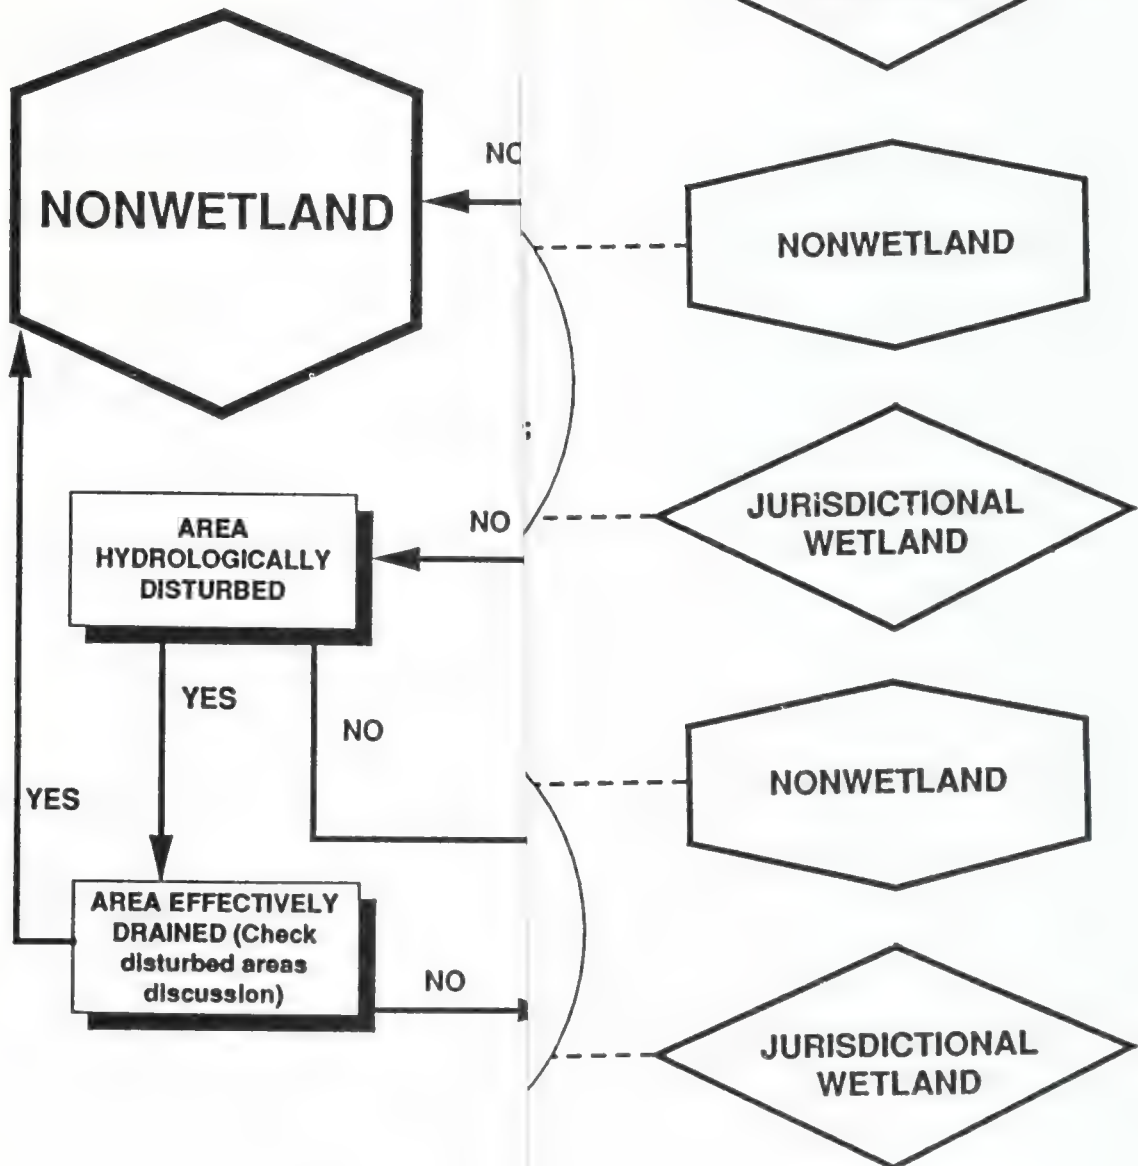 NONWETLAND
NO
AREA
HYDROLOGICALLY
DISTURBED
NO
YES
NO
YES
AREA EFFECTIVELY
DRAINED (Check
disturbed areas
discussion)
NO
NONWETLAND
JURISDICTIONAL
WETLAND
NONWETLAND
JURISDICTIONAL
WETLAND